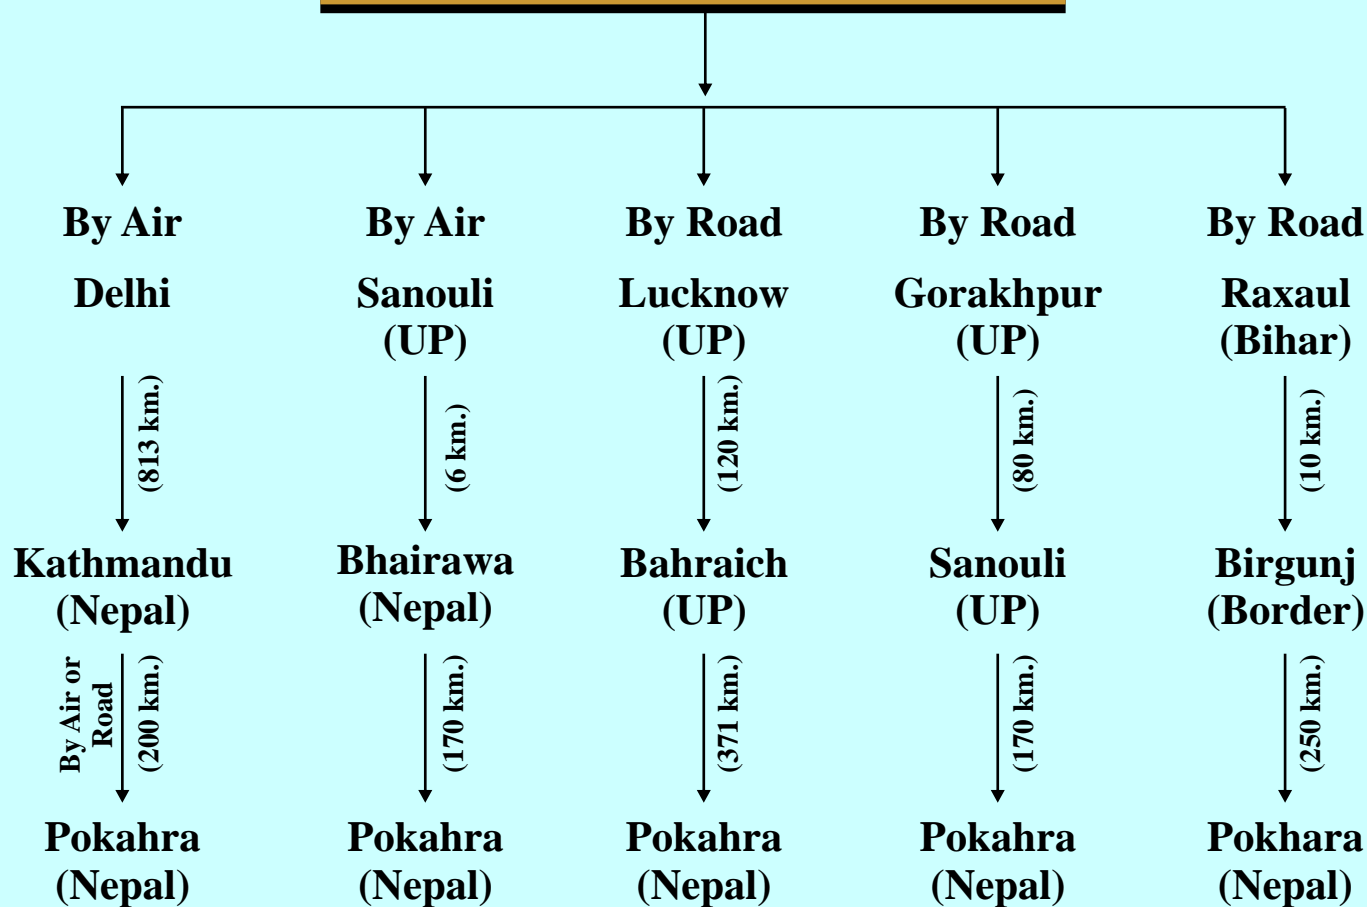 By Air
By Air
By Road
By Road
By Road
Delhi
Sanouli
(UP)
Lucknow
(UP)
Gorakhpur
(UP)
Raxaul
(Bihar)
(813 km.)
(6 km.)
(120 km.)
(80 km.)
(10 km.)
Kathmandu
(Nepal)
Bhairawa
(Nepal)
Bahraich
(UP)
Sanouli
(UP)
Birgunj
(Border)
By Air or
Road
(200 km.)
(170 km.)
(371 km.)
(170 km.)
(250 km.)
Pokahra
(Nepal)
Pokahra
(Nepal)
Pokahra
(Nepal)
Pokahra
(Nepal)
Pokhara
(Nepal)